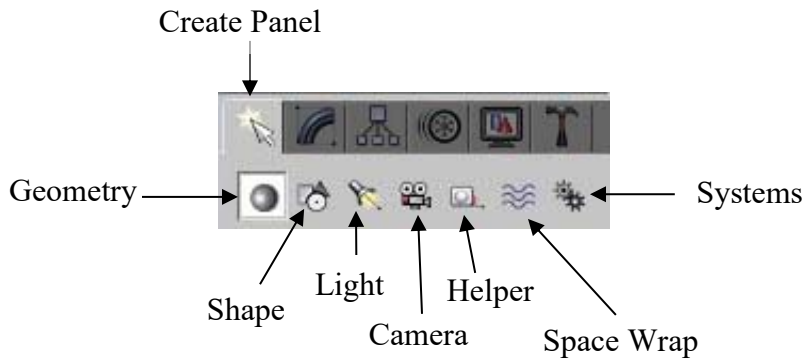 Create Panel
Geometry
Systems
Light
Helper
Shape
Camera
Space Wrap